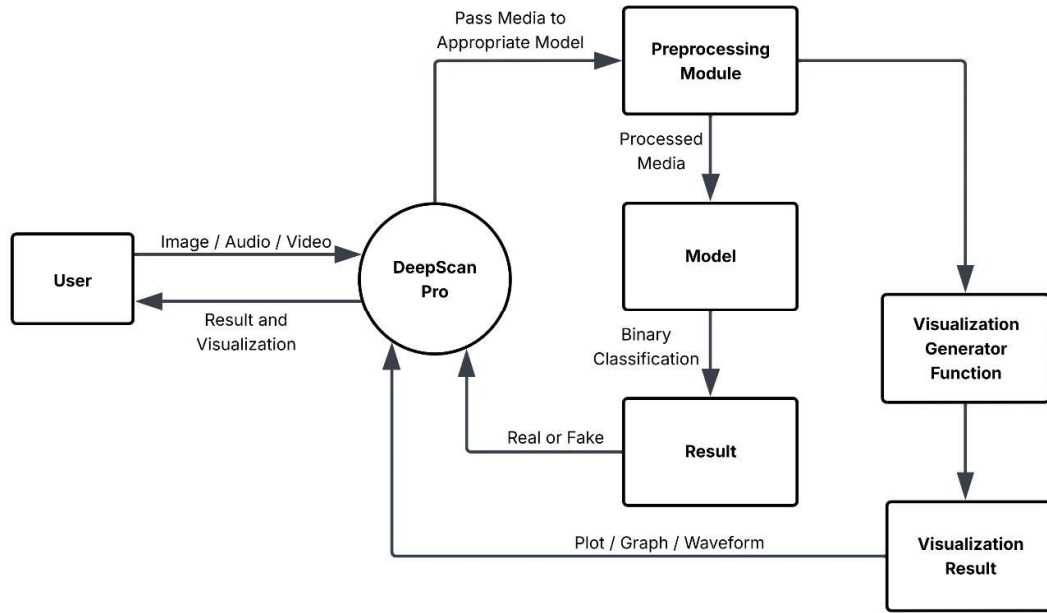 Pass Media to
Appropriate Model
Preprocessing
Module
Processed
Media
Image / Audio / Video
User
DeepScan
Pro
Model
Result and
Visualization
Binary
Classification
Visualization
Generator
Function
Real or Fake
Result
Plot / Graph / Waveform
Visualization
Result